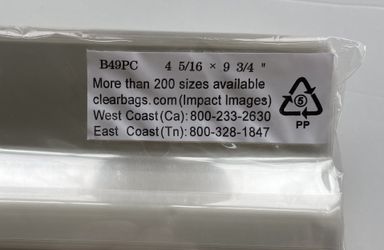 B49PC 4 5/16 × 9 3/4 "
More than 200 sizes available
clearbags.com (Impact Images)
West Coast (Ca): 800-233-2630
East Coast (Tn): 800-328-1847
5
PP